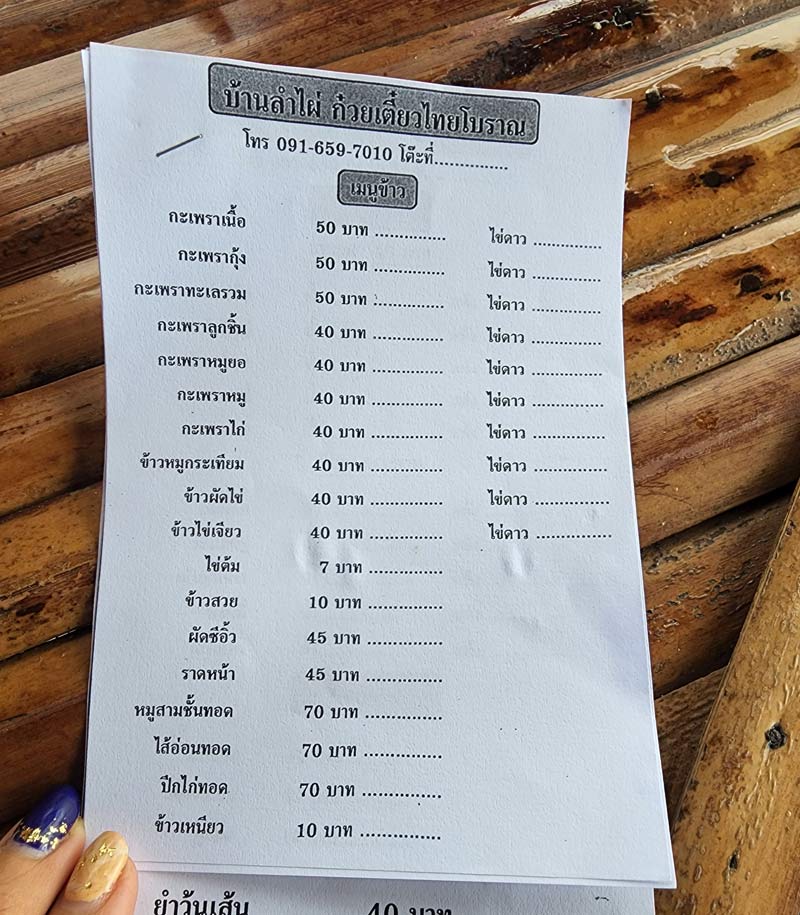 บ้านลำไผ่ ก๋วยเตี๋ยวไทยโบราณ
โทร 091-659-7010 โต๊ะที่...............
เมนูข้าว
กะเพราเนื้อ 50 บาท ............... ไข่ดาว ..............
กะเพรากุ้ง 50 บาท ............... ไข่ดาว ..............
กะเพราทะเลรวม 50 บาท ............... ไข่ดาว ..............
กะเพราลูกชิ้น 40 บาท ............... ไข่ดาว ..............
กะเพราหมูยอ 40 บาท ............... ไข่ดาว ..............
กะเพราหมู 40 บาท ............... ไข่ดาว ..............
กะเพราไก่ 40 บาท ............... ไข่ดาว ..............
ข้าวหมูกระเทียม 40 บาท ............... ไข่ดาว ..............
ข้าวผัดไข่ 40 บาท ............... ไข่ดาว ...............
ข้าวไข่เจียว 40 บาท ............... ไข่ดาว ...............
ไข่ต้ม 7 บาท ...............
ข้าวสวย 10 บาท ...............
ผัดซีอิ้ว 45 บาท ...............
ราดหน้า 45 บาท ...............
หมูสามชั้นทอด 70 บาท ...............
ไส้อ่อนทอด 70 บาท ...............
ปีกไก่ทอด 70 บาท ...............
ข้าวเหนียว 10 บาท ...............
ยำวุ้นเส้น 40 บาท